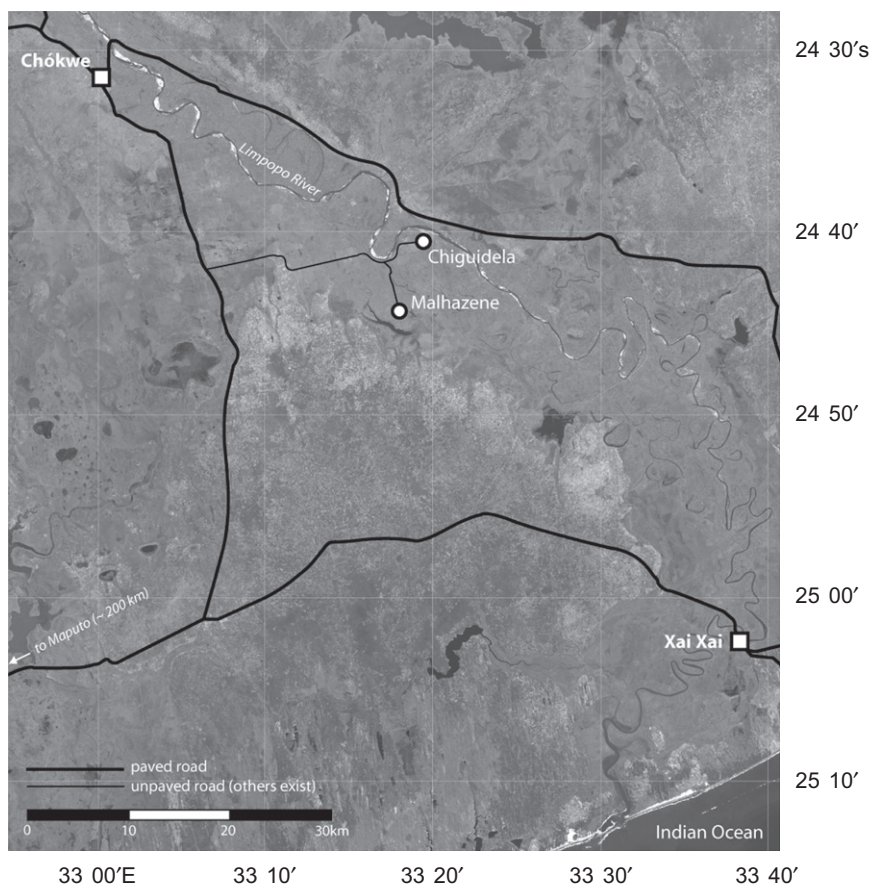 24 30′s
Chókwe
Limpopo River
24 40′
Chiguidela
Malhazene
24 50′
25 00′
to Maputo (~ 200 km)
Xai Xai
paved road
unpaved road (others exist)
25 10′
0 10 20 30km
Indian Ocean
33 00′E 33 10′ 33 20′ 33 30′ 33 40′